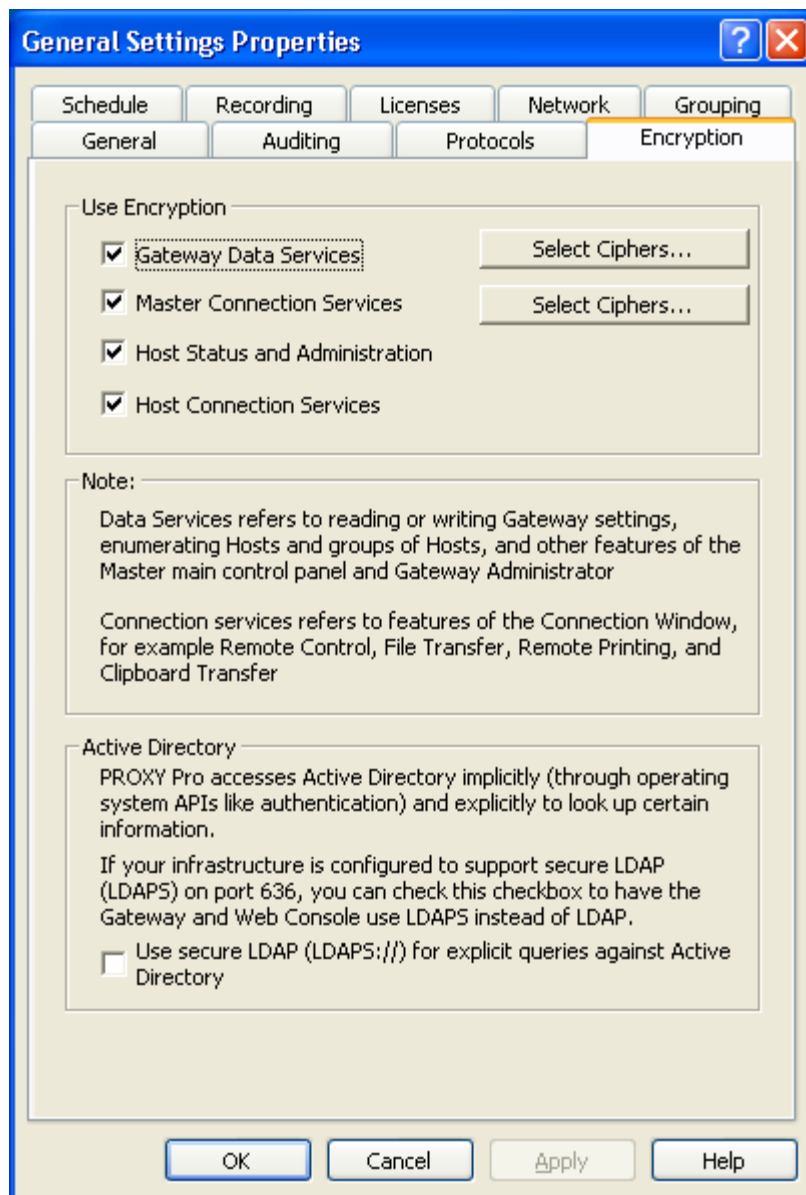 General Settings Properties
Schedule Recording Licenses Network Grouping
General Auditing Protocols Encryption
Use Encryption
Gateway Data Services Select Ciphers...
Master Connection Services Select Ciphers...
Host Status and Administration
Host Connection Services
Note:
Data Services refers to reading or writing Gateway settings,
enumerating Hosts and groups of Hosts, and other features of the
Master main control panel and Gateway Administrator
Connection services refers to features of the Connection Window,
for example Remote Control, File Transfer, Remote Printing, and
Clipboard Transfer
Active Directory
PROXY Pro accesses Active Directory implicitly (through operating
system APIs like authentication) and explicitly to look up certain
information.
If your infrastructure is configured to support secure LDAP
(LDAPS) on port 636, you can check this checkbox to have the
Gateway and Web Console use LDAPS instead of LDAP.
Use secure LDAP (LDAPS://) for explicit queries against Active
Directory
OK Cancel Apply Help